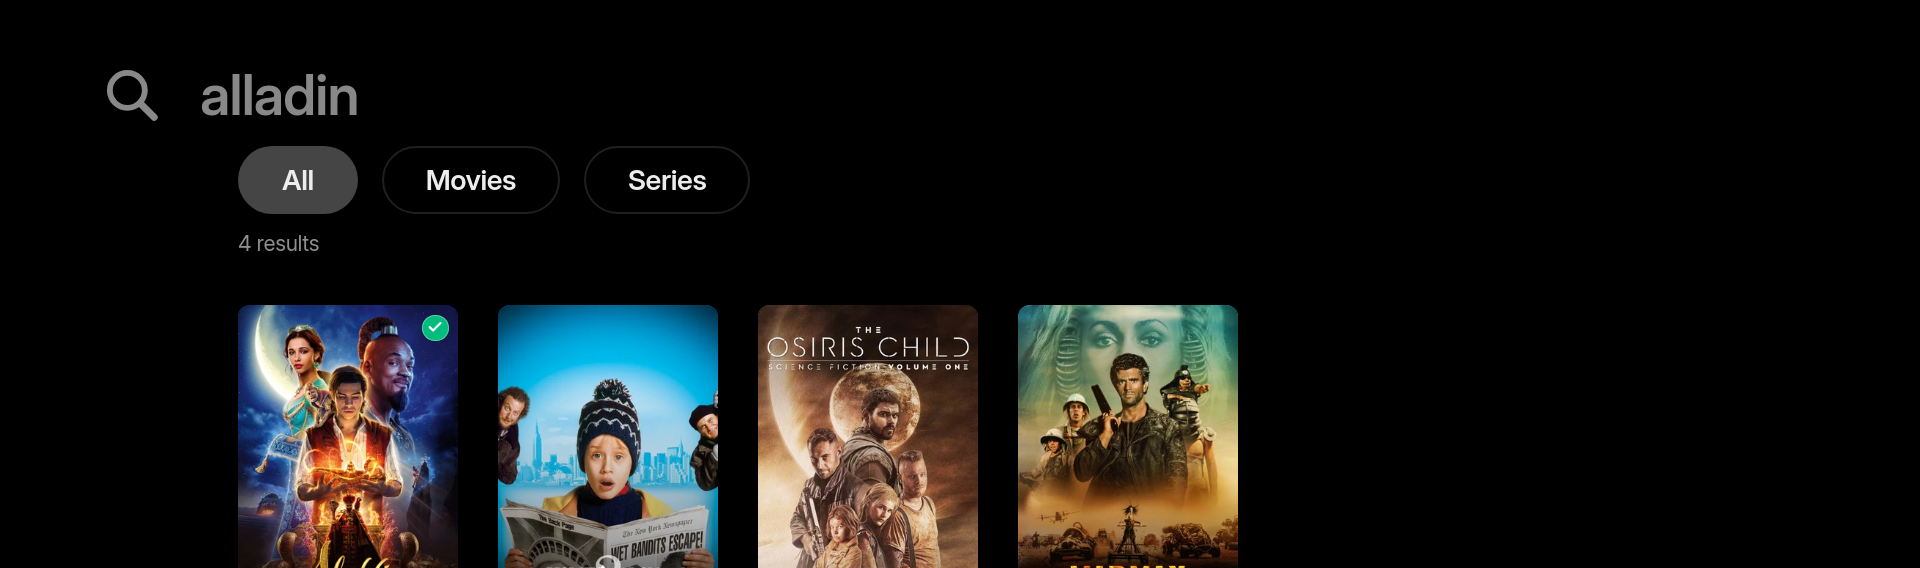 alladin
All Movies Series
4 results
THE
OSIRIS CHILD
SCIENCE FICTION VOLUME ONE
The New York Newspaper
WET BANDITS ESCAPE!